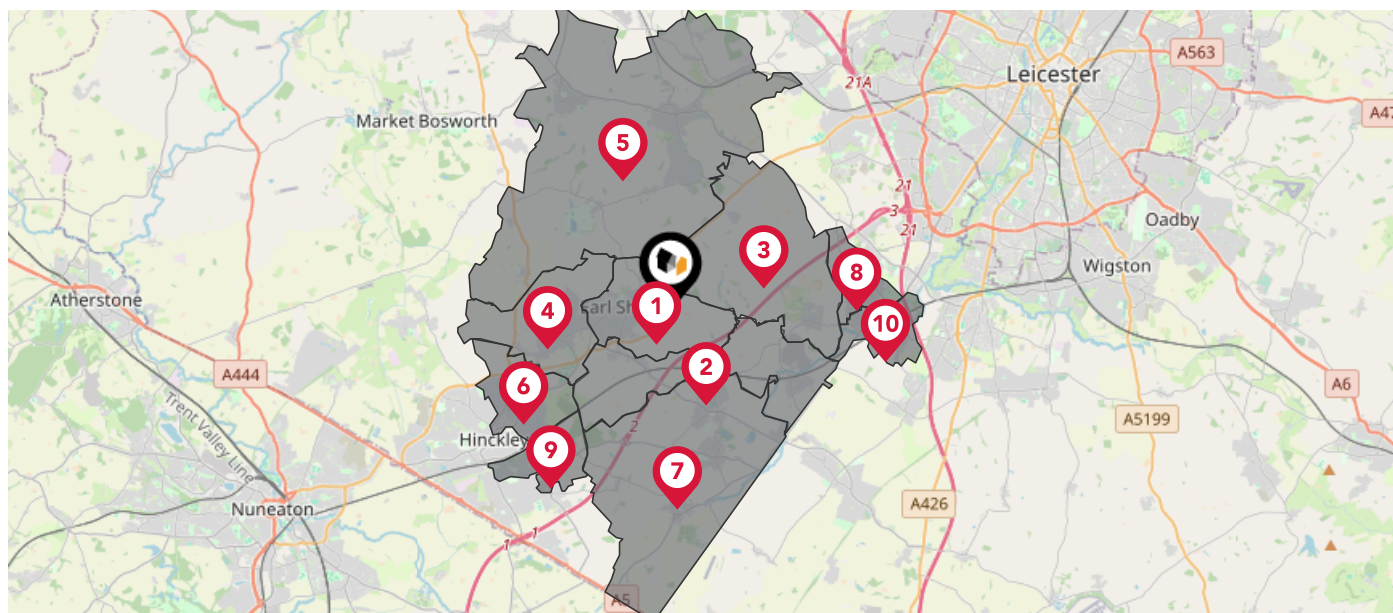 A563
Leicester
21A
A47
Market Bosworth
5
21
3
21
Oadby
3
8
Wigston
Atherstone
Earl Sh
1
4
10
2
A444
6
A6
Trent Valley Line
A5199
2
Hinckley
9
7
A426
Nuneaton
1
1
A5